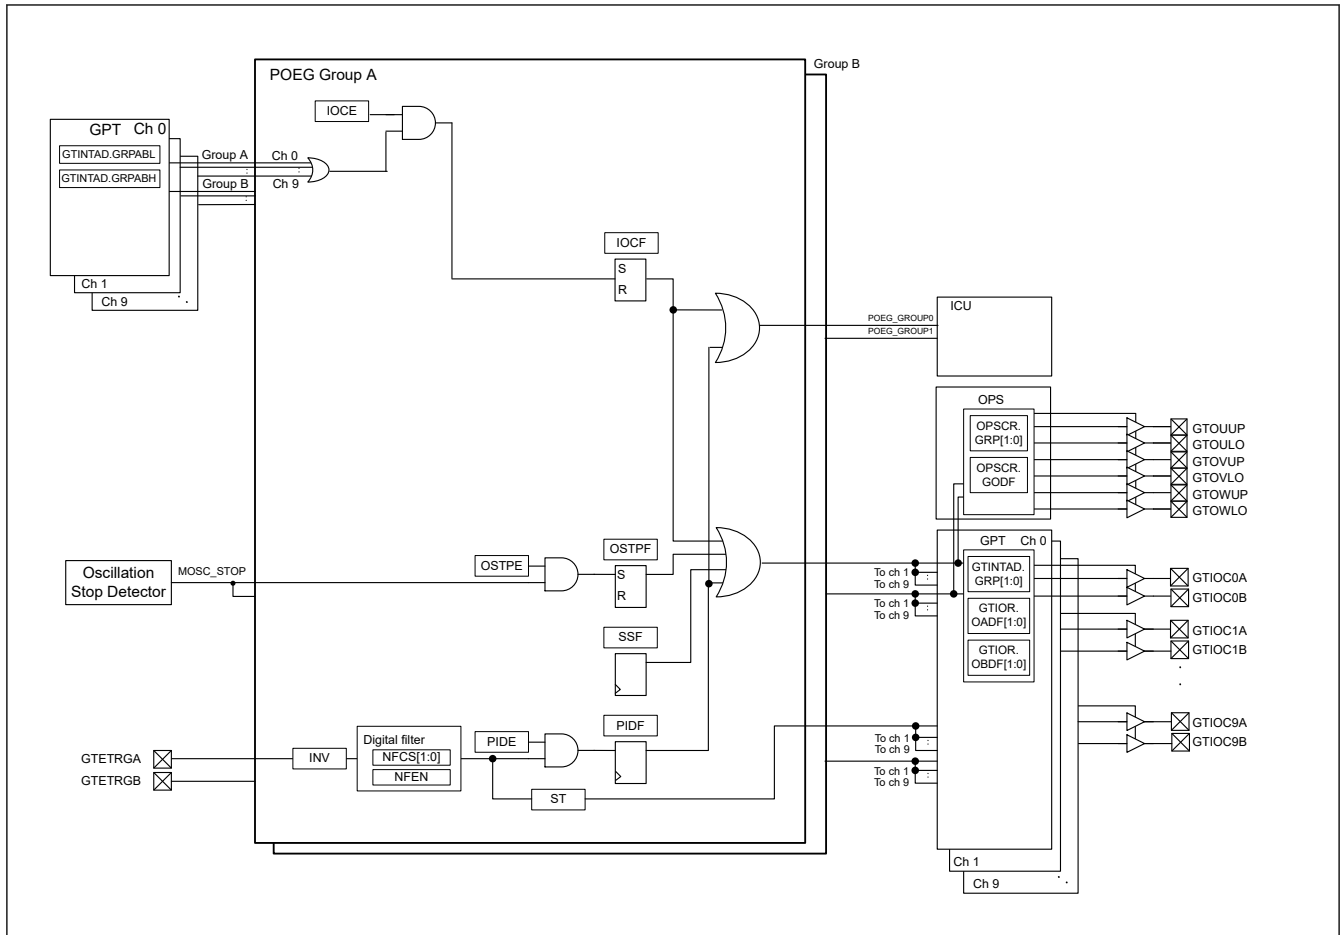 Group B
POEG Group A
IOCE
GPT Ch 0
GTINTAD.GRPABL
GTINTAD.GRPABH
Group A
Ch 0
:
:
Group B
Ch 9
:
Ch 1
Ch 9
IOCF
S
R
ICU
POEG_GROUP0
POEG_GROUP1
OPS
OPSCR.
GRP[1:0]
OPSCR.
GODF
GTOUUP
GTOULO
GTOVUP
GTOVLO
GTOWUP
GTOWLO
Oscillation
Stop Detector
MOSC_STOP
OSTPE
OSTPF
S
R
SSF
GPT Ch 0
GTINTAD.
GRP[1:0]
GTIOR.
OADF[1:0]
GTIOR.
OBDF[1:0]
To ch 1
:
To ch 9
To ch 1
:
To ch 9
GTIOC0A
GTIOC0B
GTIOC1A
GTIOC1B
GTIOC9A
GTIOC9B
GTETRGA
GTETRGB
INV
Digital filter
NFCS[1:0]
NFEN
PIDE
PIDF
ST
To ch 1
:
To ch 9
To ch 1
:
To ch 9
Ch 1
Ch 9